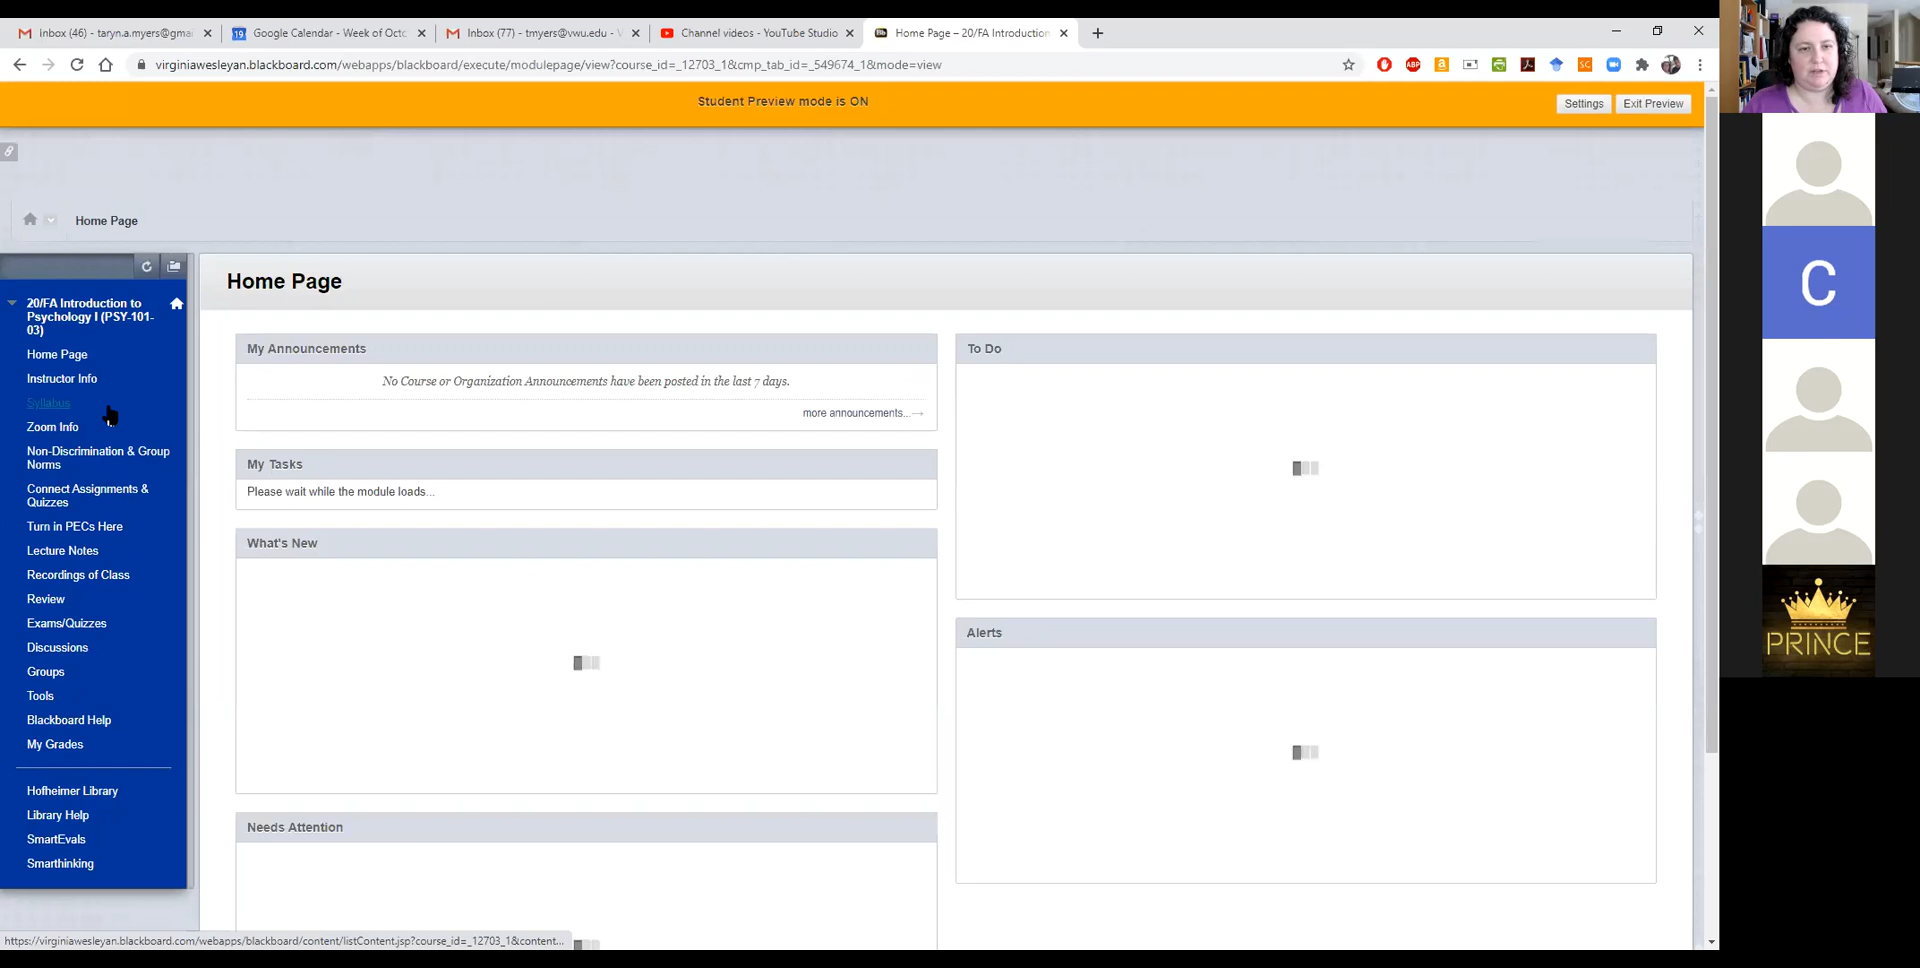 Inbox (46) - taryn.a.myers@gmai
Google Calendar - Week of Octo
Inbox (77) - tmyers@vwu.edu - V
Channel videos - YouTube Studio
Home Page – 20/FA Introduction
virginiawesleyan.blackboard.com/webapps/blackboard/execute/modulepage/view?course_id=_12703_1&cmp_tab_id=_549674_1&mode=view
Student Preview mode is ON
Settings
Exit Preview
Home Page
20/FA Introduction to
Psychology I (PSY-101-
03)
Home Page
Instructor Info
Syllabus
Zoom Info
Non-Discrimination & Group
Norms
Connect Assignments &
Quizzes
Turn in PECs Here
Lecture Notes
Recordings of Class
Review
Exams/Quizzes
Discussions
Groups
Tools
Blackboard Help
My Grades
Hofheimer Library
Library Help
SmartEvals
Smarthinking
Home Page
My Announcements
No Course or Organization Announcements have been posted in the last 7 days.
more announcements...→
My Tasks
Please wait while the module loads...
What's New
Needs Attention
To Do
Alerts
https://virginiawesleyan.blackboard.com/webapps/blackboard/content/listContent.jsp?course_id=_12703_1&content...
C
PRINCE